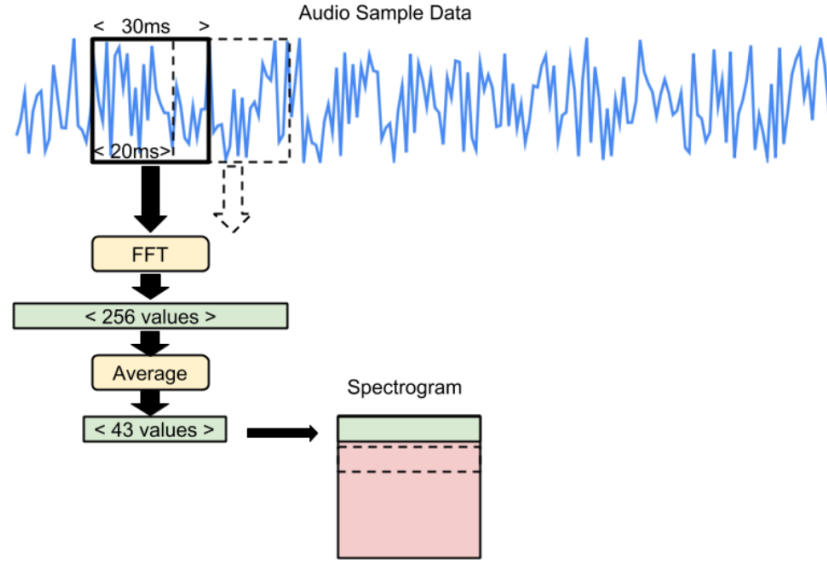 Audio Sample Data
< 30ms >
< 20ms>
FFT
< 256 values >
Average
Spectrogram
< 43 values >